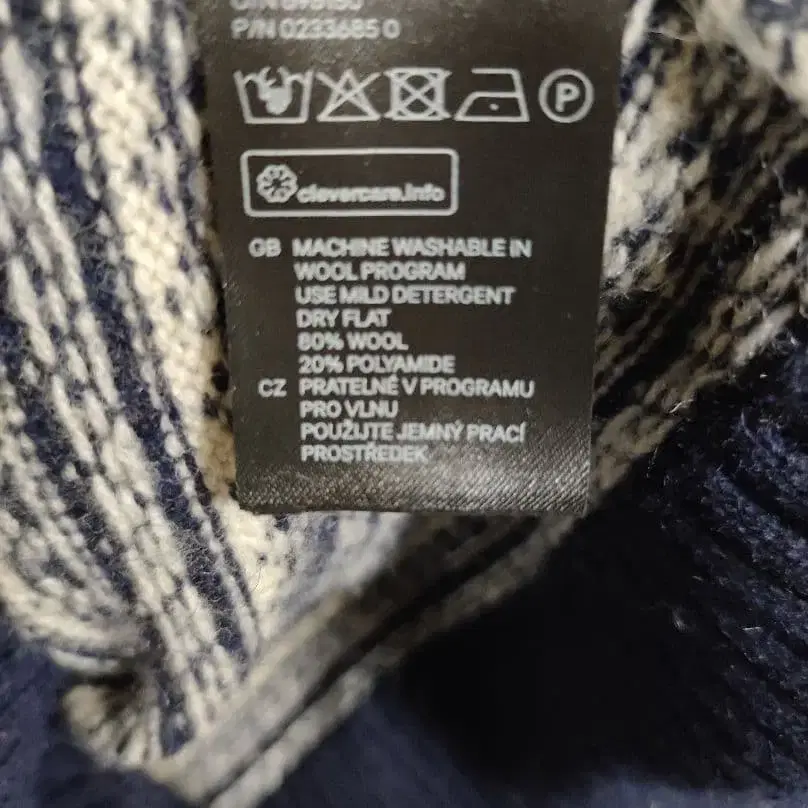 P/N 0233685 0
P
clevercare.info
GB MACHINE WASHABLE IN
WOOL PROGRAM
USE MILD DETERGENT
DRY FLAT
80% WOOL
20% POLYAMIDE
CZ PRATELNÉ V PROGRAMU
PRO VLNU
POUŽIJTE JEMNÝ PRACÍ
PROSTŘEDEK